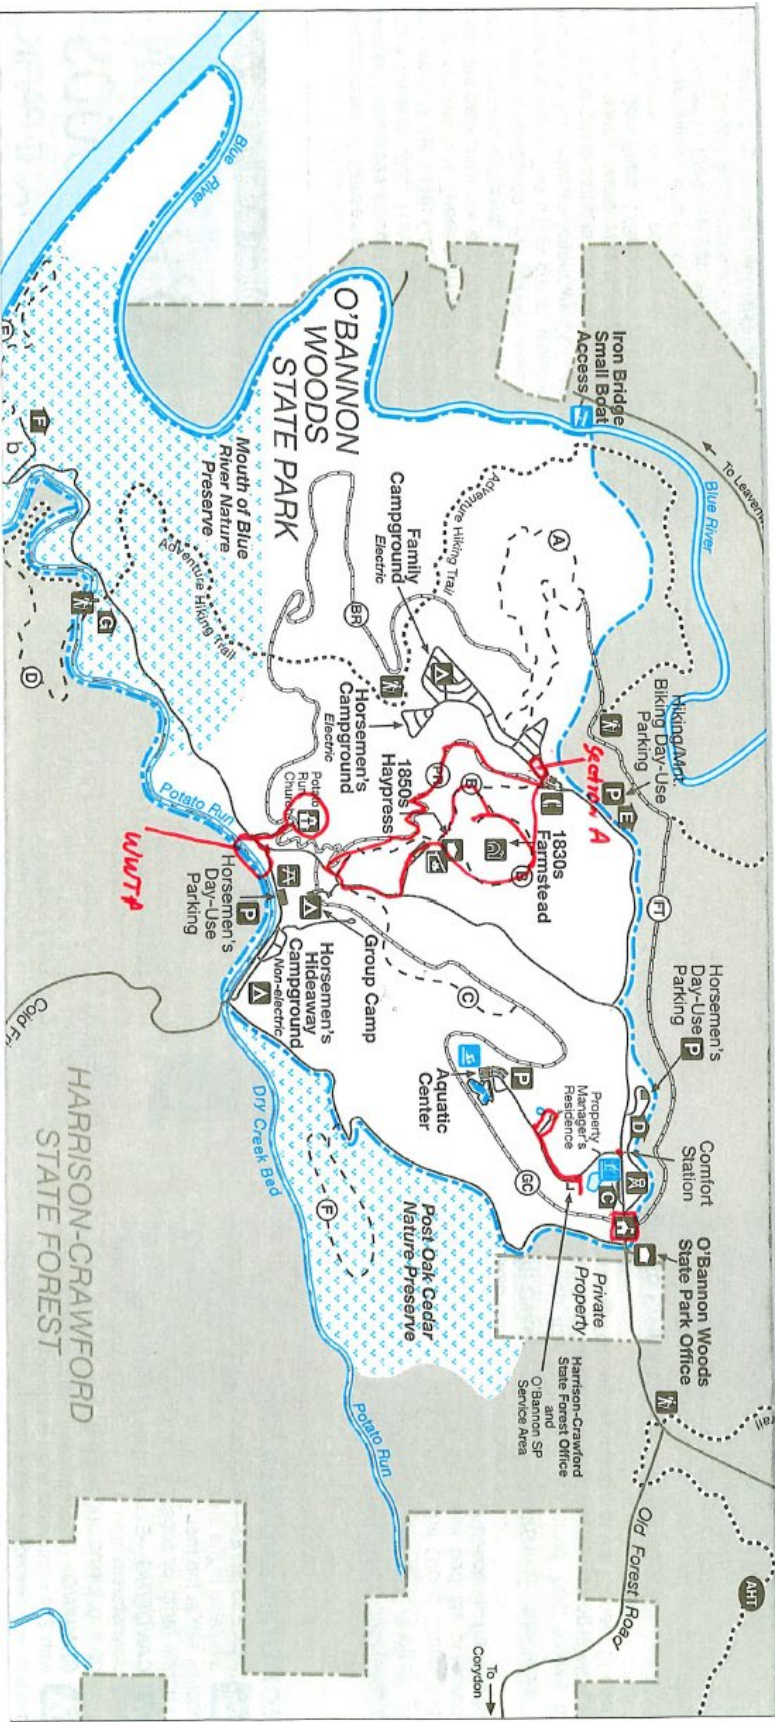 Blue
River
O'BANNON
WOODS
STATE PARK
Mouth of Blue
River Nature
Preserve
Iron Bridge
Small Boat
Access
Blue River
Adventure Hiking Trail
Adventure Hiking Trail
Family
Campground
Electric
A
BR
Horsemen's
Campground
Electric
Hiking/Mnt.
Biking Day-Use
Parking
P
E
Section A
1850s
Haypress
PR
B
B
1830s
Farmstead
FT
Horsemen's
Day-Use
Parking
P
D
Comfort
Station
O'Bannon Woods
State Park Office
Potato Run
WWTP
Horsemen's
Day-Use
Parking
P
Group Camp
Horsemen's
Hideaway
Campground
Non-electric
C
Aquatic
Center
P
Property
Manager's
Residence
C
GC
Private
Property
Harrison-Crawford
State Forest Office
and
O'Bannon SP
Service Area
Post Oak Cedar
Nature Preserve
F
Dry Creek Bed
Potato Run
HARRISON-CRAWFORD
STATE FOREST
Old Forest Road
AHT
To
Corydon
F
b
G
D